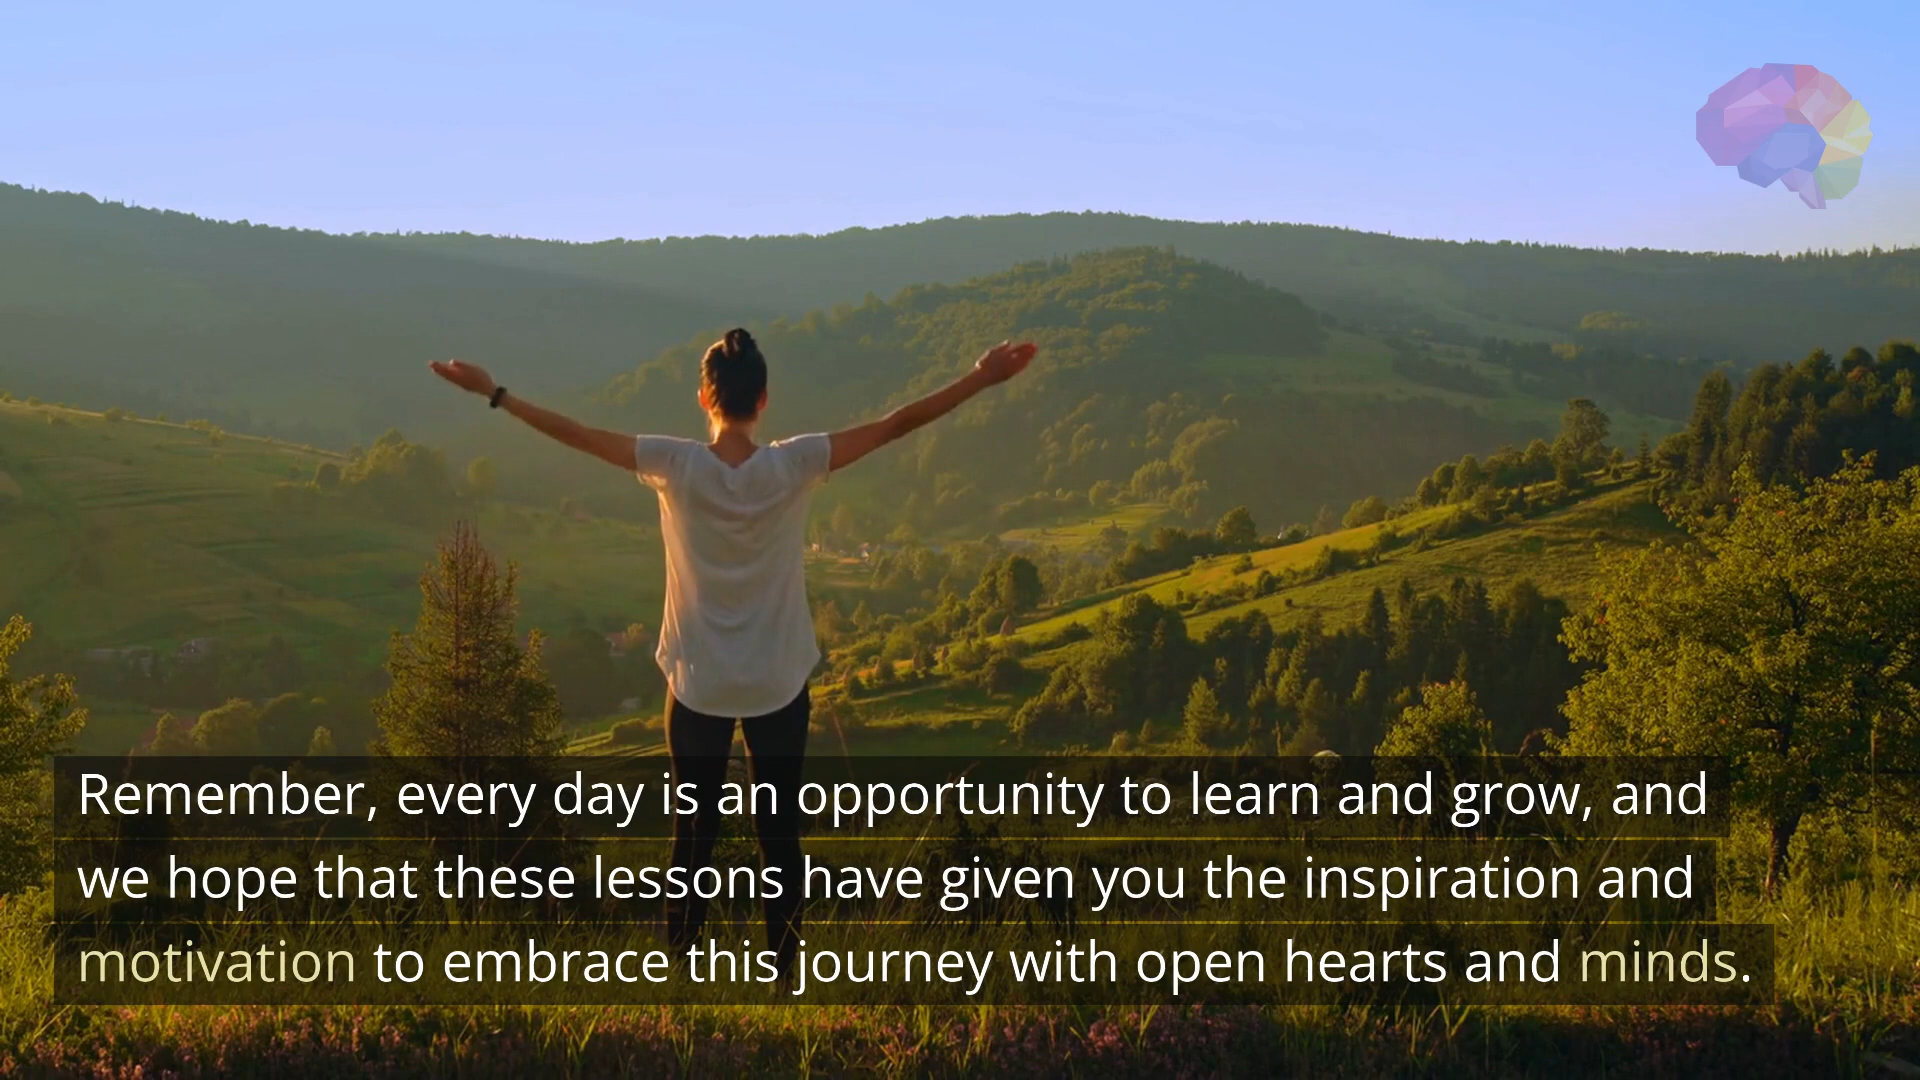 Remember, every day is an opportunity to learn and grow, and
we hope that these lessons have given you the inspiration and
motivation to embrace this journey with open hearts and minds.